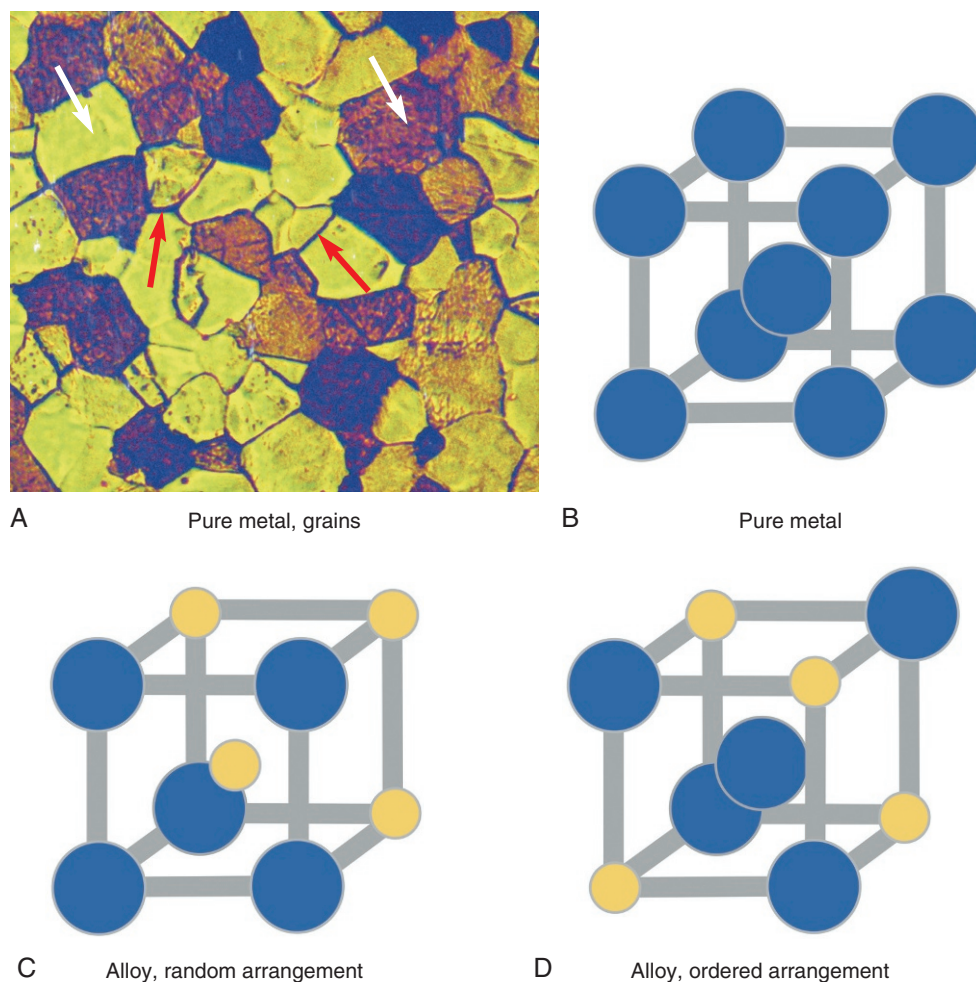 A Pure metal, grains
B Pure metal
C Alloy, random arrangement
D Alloy, ordered arrangement